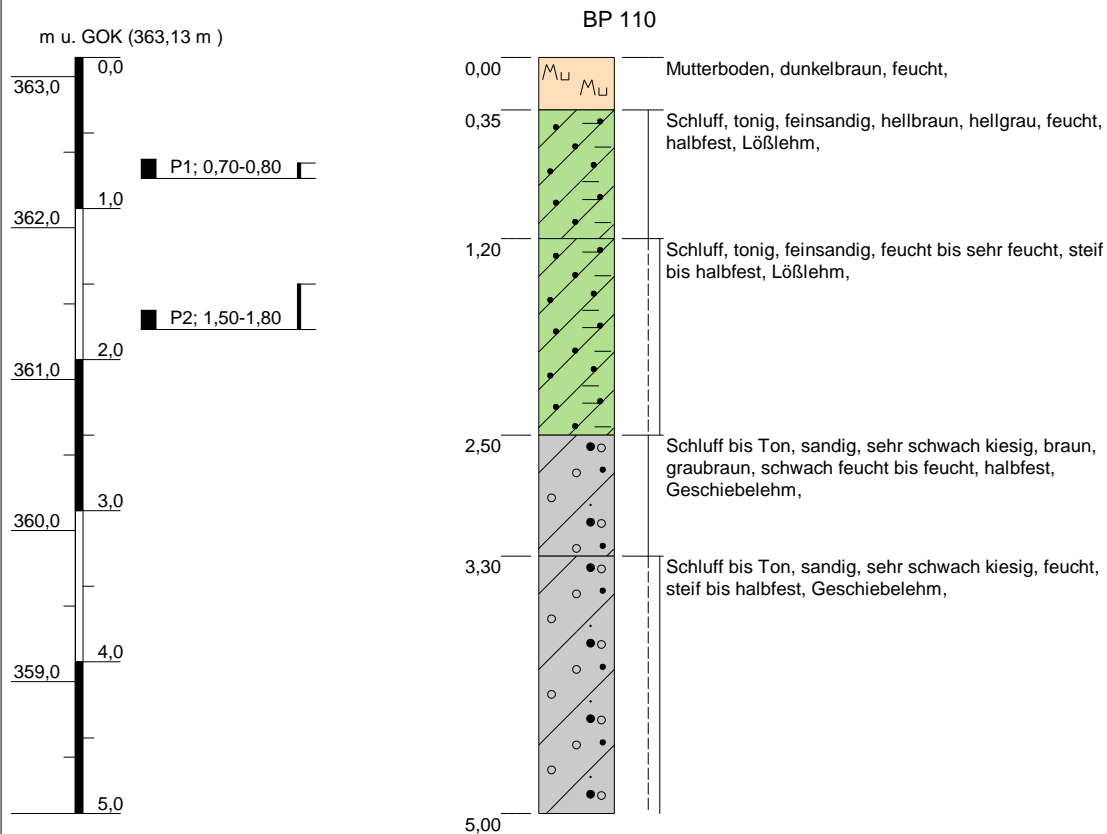 BP 110
m u. GOK (363,13 m )
0,0
363,0
P1; 0,70-0,80
1,0
362,0
P2; 1,50-1,80
2,0
361,0
3,0
360,0
4,0
359,0
5,0
0,00
Mu
Mu
Mutterboden, dunkelbraun, feucht,
0,35
Schluff, tonig, feinsandig, hellbraun, hellgrau, feucht,
halbfest, Lößlehm,
1,20
Schluff, tonig, feinsandig, feucht bis sehr feucht, steif
bis halbfest, Lößlehm,
2,50
Schluff bis Ton, sandig, sehr schwach kiesig, braun,
graubraun, schwach feucht bis feucht, halbfest,
Geschiebelehm,
3,30
Schluff bis Ton, sandig, sehr schwach kiesig, feucht,
steif bis halbfest, Geschiebelehm,
5,00